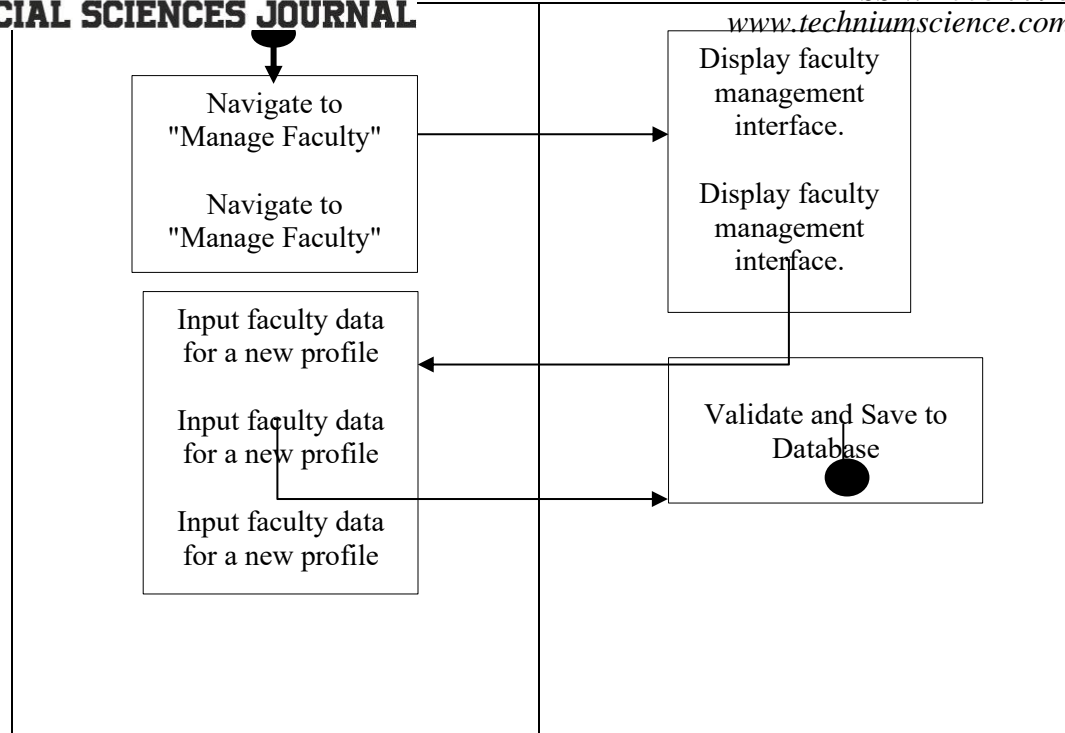 SOCIAL SCIENCES JOURNAL
www.techniumscience.com
Navigate to
"Manage Faculty"
Navigate to
"Manage Faculty"
Display faculty
management
interface.
Display faculty
management
interface.
Input faculty data
for a new profile
Input faculty data
for a new profile
Input faculty data
for a new profile
Validate and Save to
Database